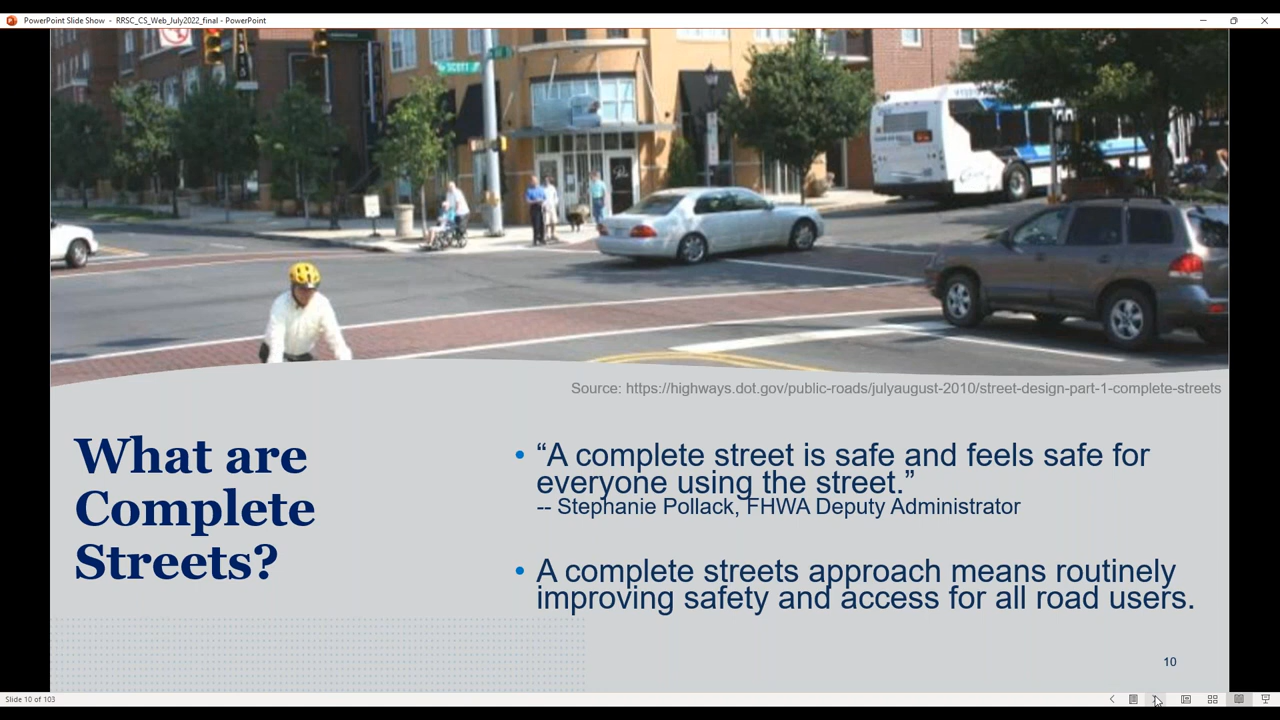 PowerPoint Slide Show - RRSC_CS_Web_July2022_final - PowerPoint
SCOTT
Source: https://highways.dot.gov/public-roads/julyaugust-2010/street-design-part-1-complete-streets
What are
Complete
Streets?
• “A complete street is safe and feels safe for
everyone using the street.”
-- Stephanie Pollack, FHWA Deputy Administrator
• A complete streets approach means routinely
improving safety and access for all road users.
10
Slide 10 of 103